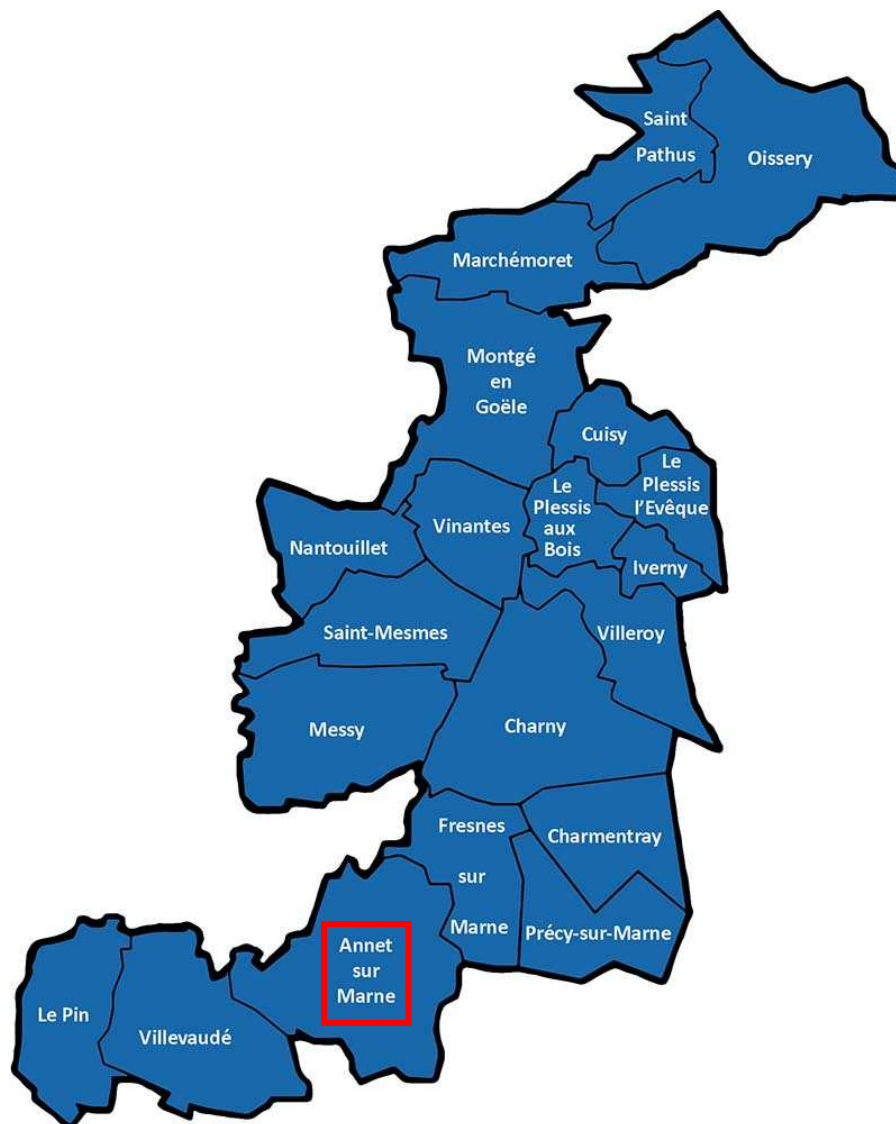 Saint
Pathus
Oissery
Marchémoret
Montgé
en
Goële
Cuisy
Le
Plessis
l'Evêque
Le
Plessis
aux
Bois
Vinantes
Nantouillet
Iverny
Saint-Mesmes
Villeroy
Messy
Charny
Fresnes
sur
Marne
Charmentray
Précy-sur-Marne
Annet
sur
Marne
Le Pin
Villevaudé